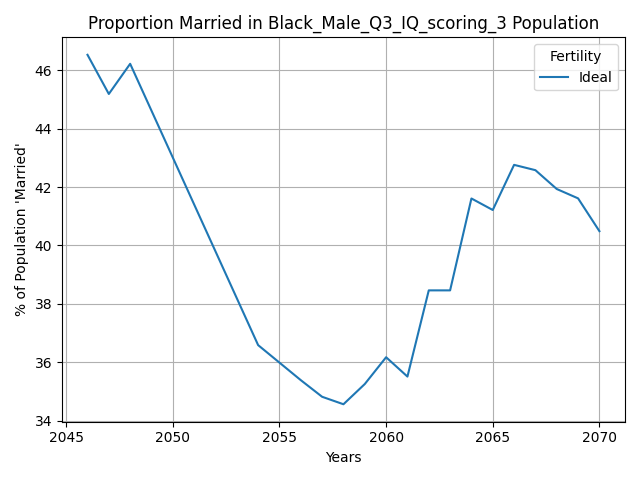 Proportion Married in Black_Male_Q3_IQ_scoring_3 Population
Fertility
Ideal
% of Population 'Married'
46
44
42
40
38
36
34
2045
2050
2055
2060
2065
2070
Years